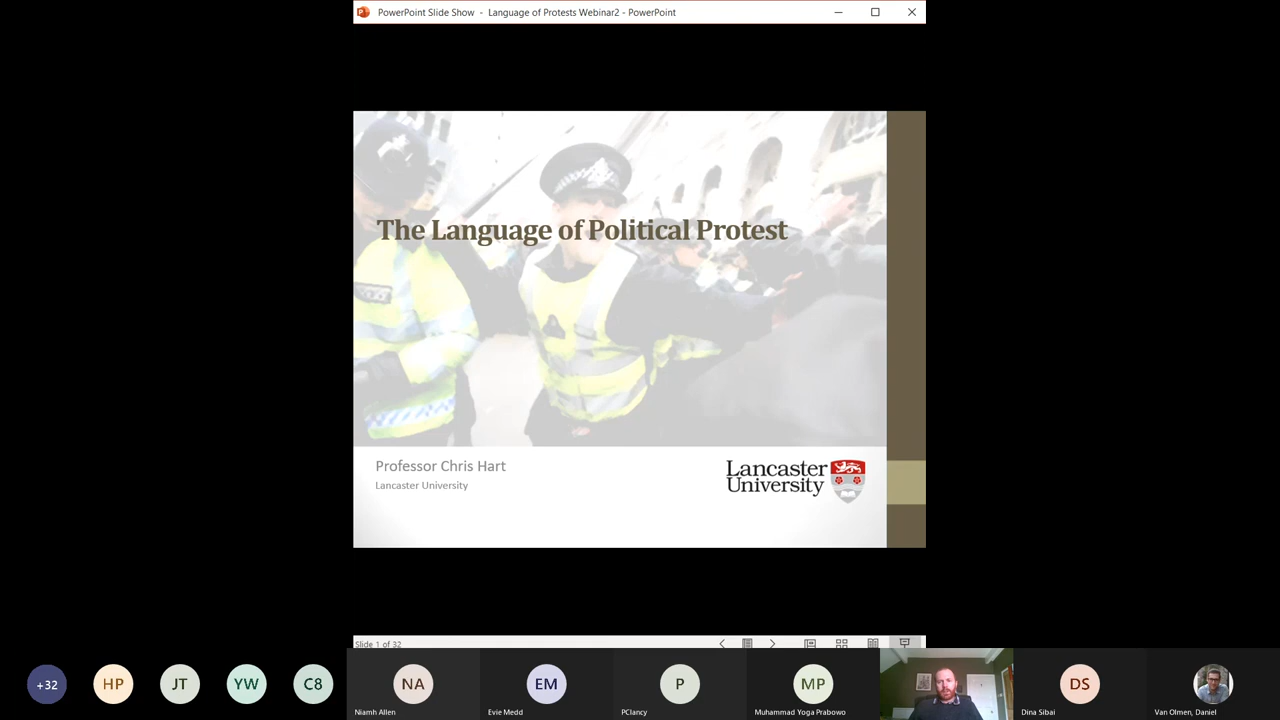 PowerPoint Slide Show - Language of Protests Webinar2 - PowerPoint
The Language of Political Protest
Professor Chris Hart
Lancaster University
Lancaster
University
Slide 1 of 32
+32
HP
JT
YW
C8
NA
EM
P
MP
DS
Niamh Allen
Evie Medd
PClancy
Muhammad Yoga Prabowo
Dina Sibai
Van Olmen, Daniel